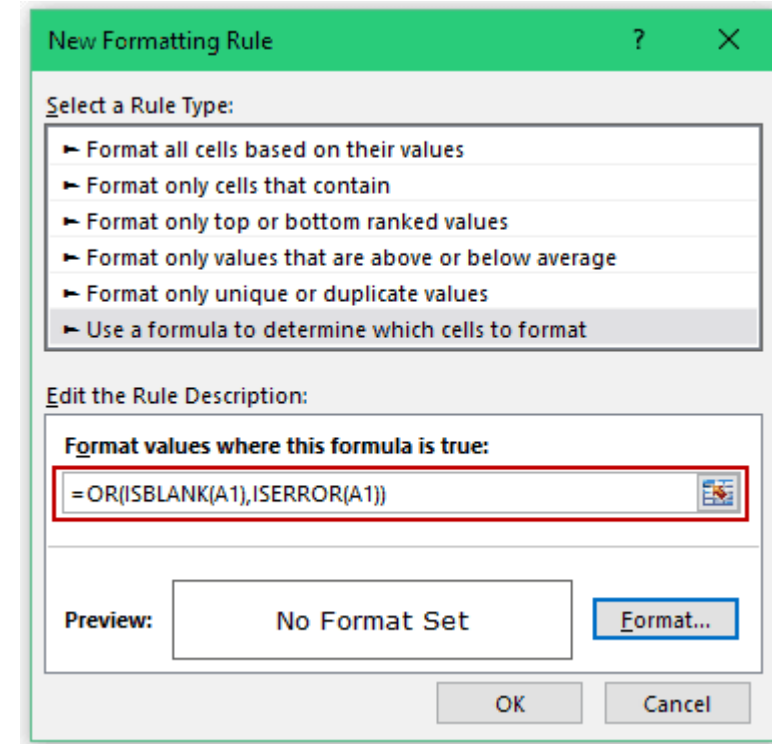 New Formatting Rule ? ✕
Select a Rule Type:
► Format all cells based on their values
► Format only cells that contain
► Format only top or bottom ranked values
► Format only values that are above or below average
► Format only unique or duplicate values
► Use a formula to determine which cells to format
Edit the Rule Description:
Format values where this formula is true:
=OR(ISBLANK(A1),ISERROR(A1))
Preview: No Format Set Format...
OK Cancel